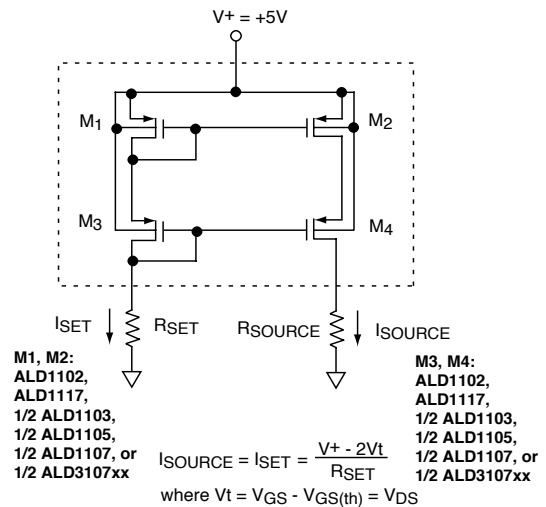 V+ = +5V
M1
M2
M3
M4
ISET
RSET
RSOURCE
ISOURCE
M1, M2:
ALD1102,
ALD1117,
1/2 ALD1103,
1/2 ALD1105,
1/2 ALD1107, or
1/2 ALD3107xx
M3, M4:
ALD1102,
ALD1117,
1/2 ALD1103,
1/2 ALD1105,
1/2 ALD1107, or
1/2 ALD3107xx
ISOURCE = ISET = V+ - 2Vt / RSET
where Vt = VGS - VGS(th) = VDS